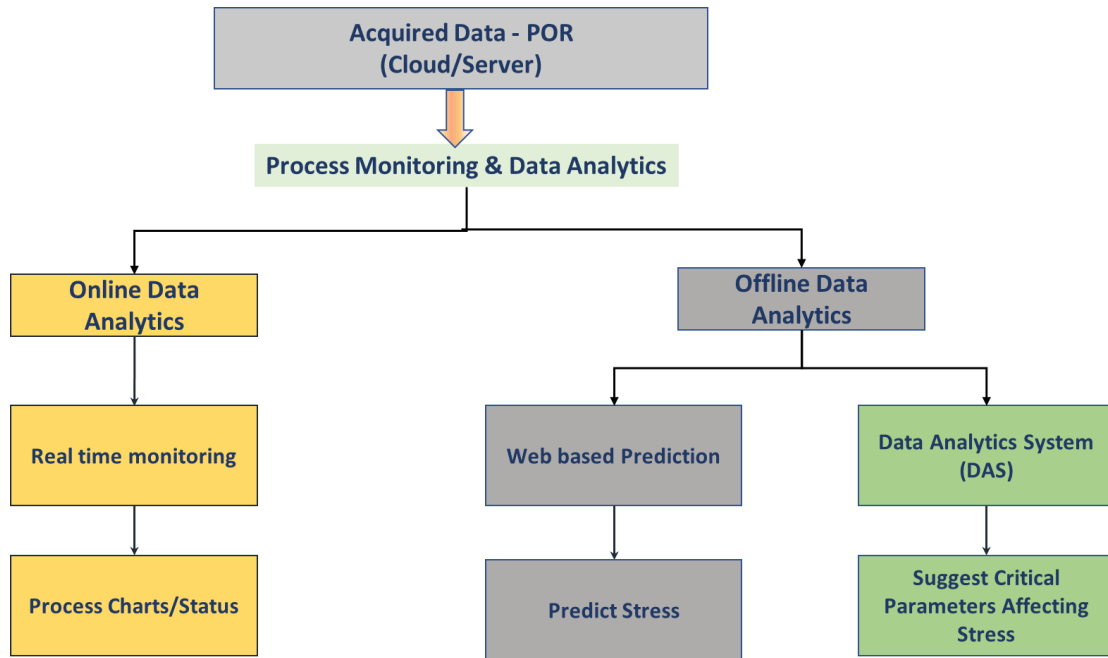 Acquired Data - POR
(Cloud/Server)
Process Monitoring & Data Analytics
Online Data
Analytics
Offline Data
Analytics
Real time monitoring
Web based Prediction
Data Analytics System
(DAS)
Process Charts/Status
Predict Stress
Suggest Critical
Parameters Affecting
Stress